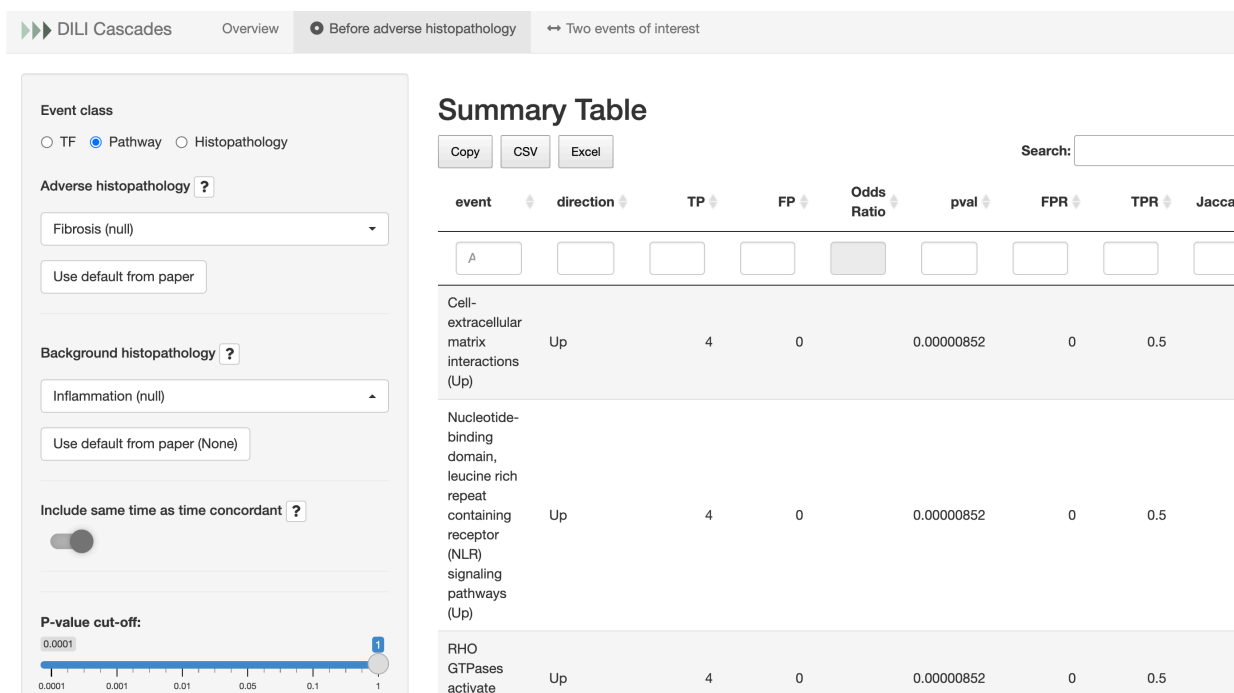 DILI Cascades Overview Before adverse histopathology Two events of interest
Event class
TF Pathway Histopathology
Adverse histopathology ?
Fibrosis (null)
Use default from paper
Background histopathology ?
Inflammation (null)
Use default from paper (None)
Include same time as time concordant ?
P-value cut-off:
0.0001 1
0.0001 0.001 0.01 0.05 0.1 1
Summary Table
Copy CSV Excel Search:
event direction TP FP Odds Ratio pval FPR TPR Jacca
A
Cell-
extracellular
matrix
interactions
(Up)
Up 4 0 0.00000852 0 0.5
Nucleotide-
binding
domain,
leucine rich
repeat
containing
receptor
(NLR)
signaling
pathways
(Up)
Up 4 0 0.00000852 0 0.5
RHO
GTPases
activate
Up 4 0 0.00000852 0 0.5